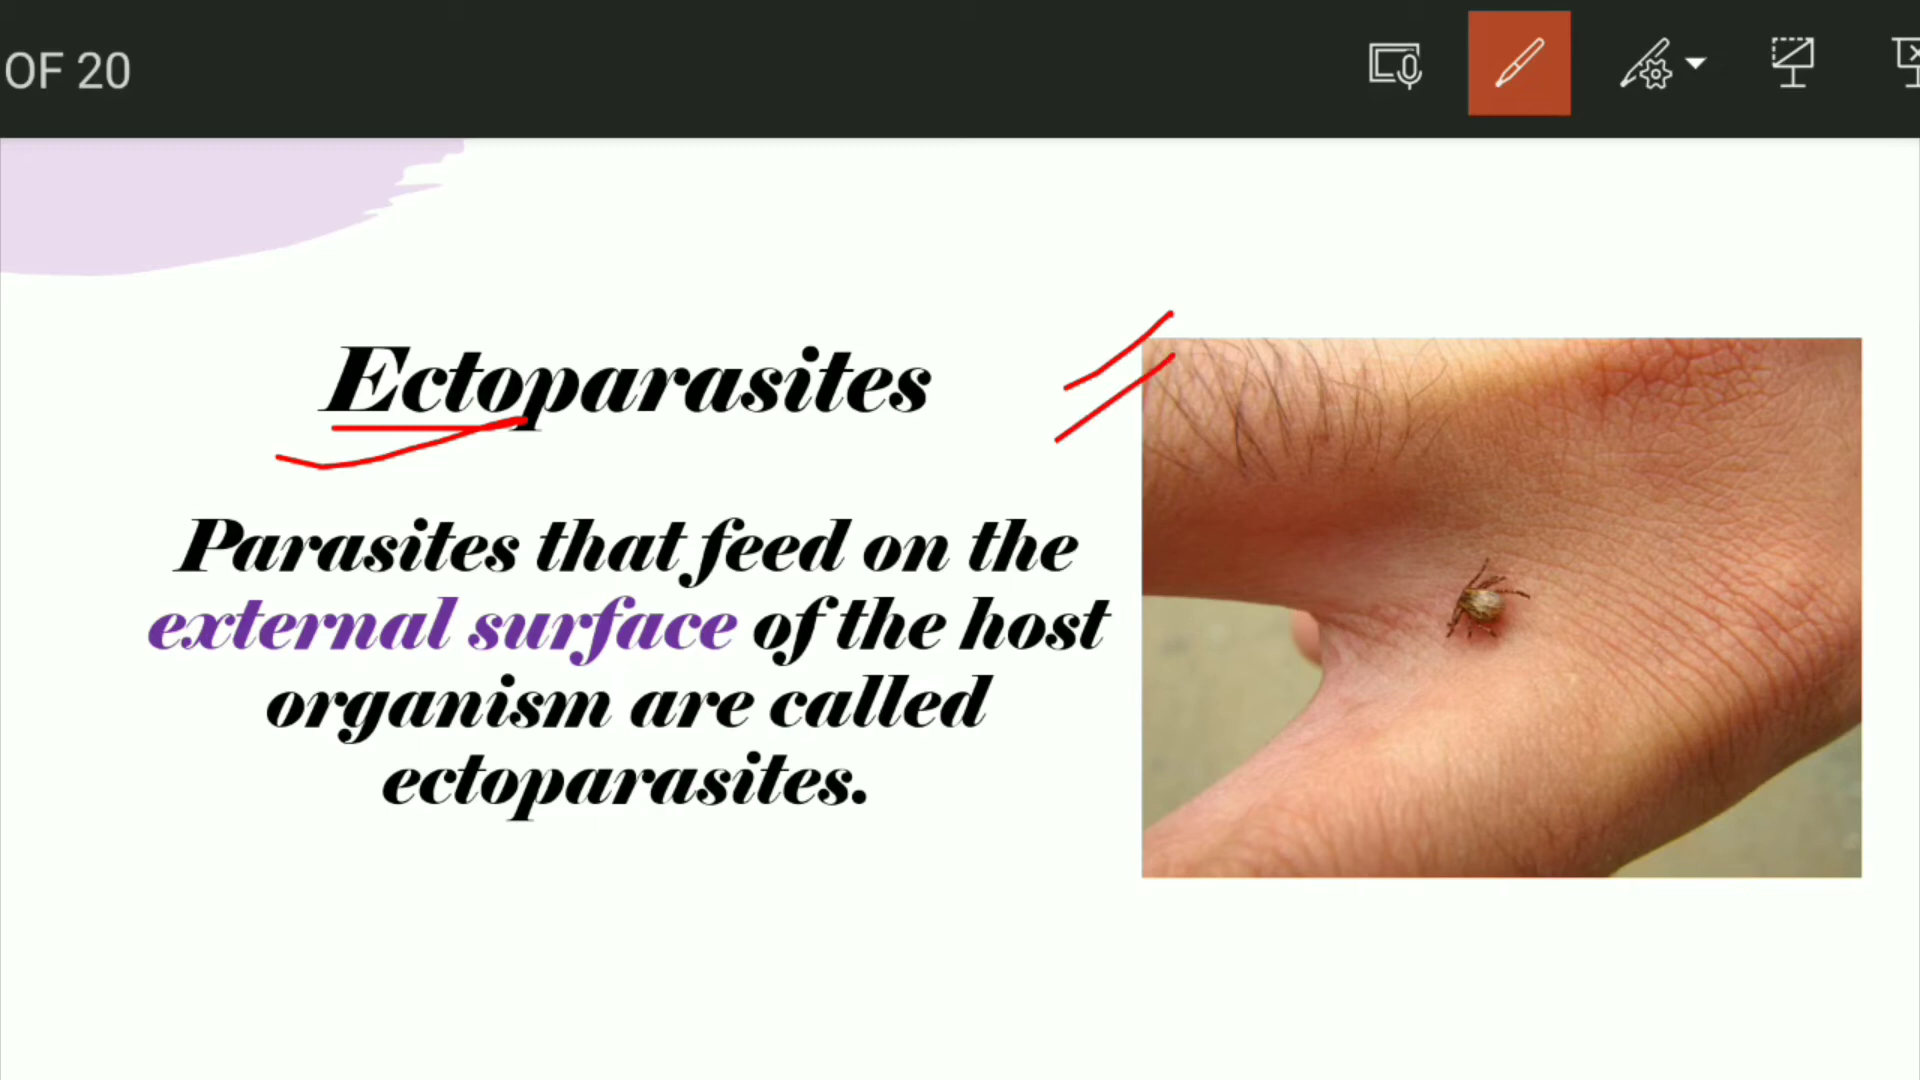 OF 20
Ectoparasites
Parasites that feed on the
external surface of the host
organism are called
ectoparasites.